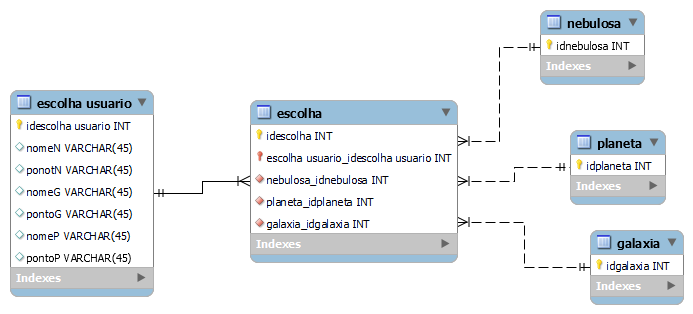 escolha usuario
idescolha usuario INT
nomeN VARCHAR(45)
ponotN VARCHAR(45)
nomeG VARCHAR(45)
pontoG VARCHAR(45)
nomeP VARCHAR(45)
pontoP VARCHAR(45)
Indexes
escolha
idescolha INT
escolha usuario_idescolha usuario INT
nebulosa_idnebulosa INT
planeta_idplaneta INT
galaxia_idgalaxia INT
Indexes
nebulosa
idnebulosa INT
Indexes
planeta
idplaneta INT
Indexes
galaxia
idgalaxia INT
Indexes